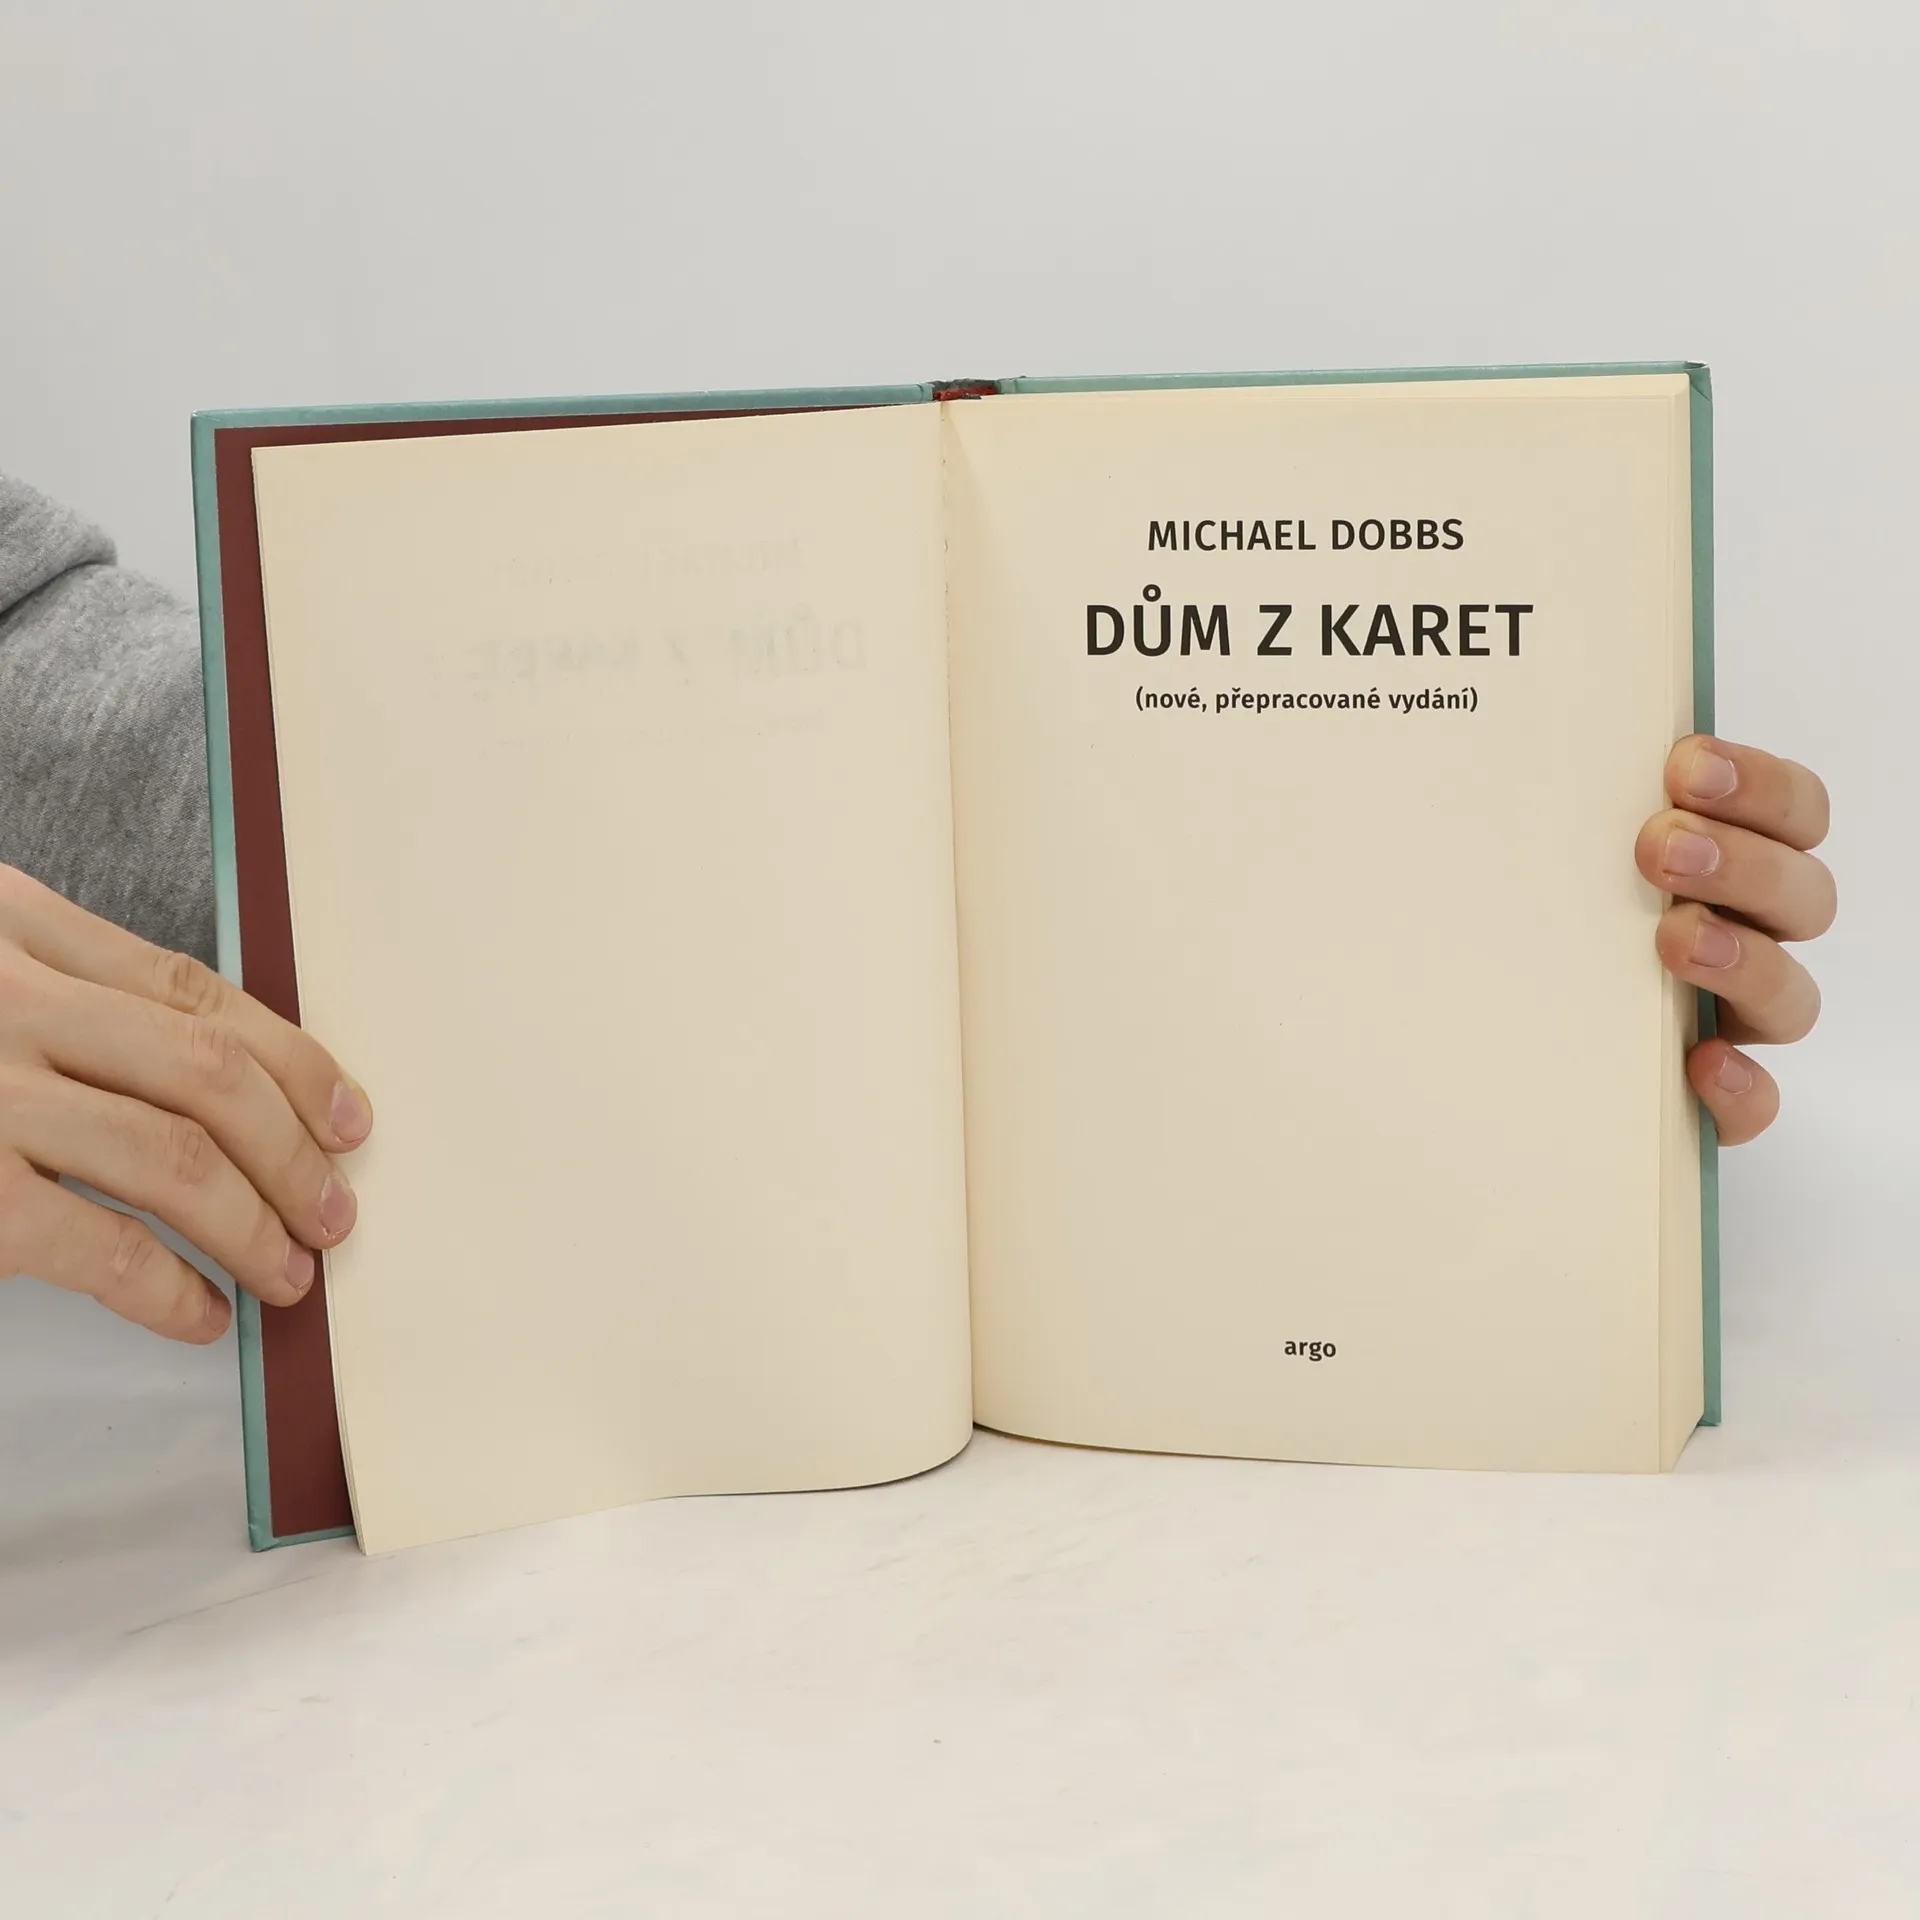 MICHAEL DOBBS
DŮM Z KARET
(nové, přepracované vydání)
argo